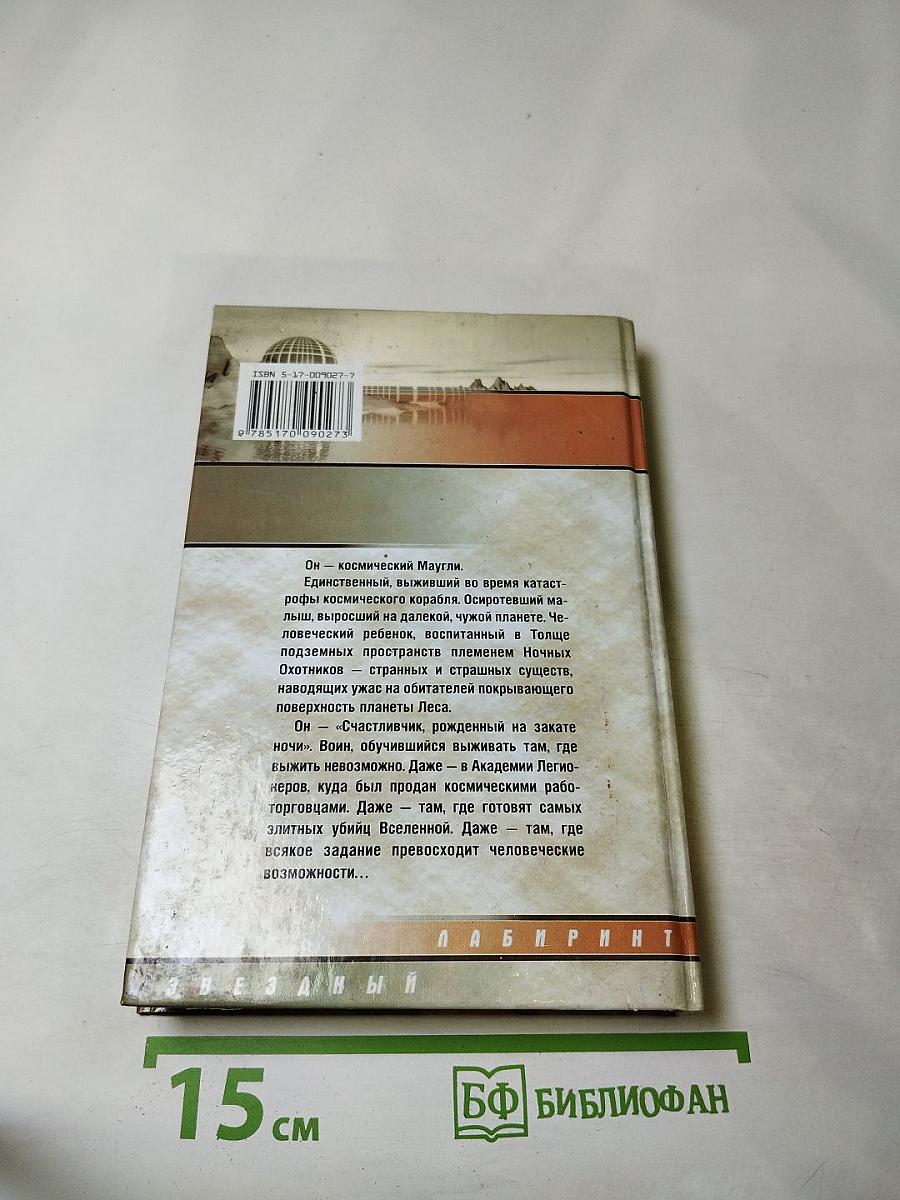 ISBN 5-17-009027-7
9 785170 090273
Он — космический Маугли.
Единственный, выживший во время катаст-
рофы космического корабля. Осиротевший ма-
лыш, выросший на далекой, чужой планете. Че-
ловеческий ребенок, воспитанный в Толще
подземных пространств племенем Ночных
Охотников — странных и страшных существ,
наводящих ужас на обитателей покрывающего
поверхность планеты Леса.
Он — «Счастливчик, рожденный на закате
ночи». Воин, обучившийся выживать там, где
выжить невозможно. Даже — в Академии Легио-
неров, куда был продан космическими рабо-
торговцами. Даже — там, где готовят самых
элитных убийц Вселенной. Даже — там, где
всякое задание превосходит человеческие
возможности...
ЛАБИРИНТ
ЗВЕЗДНЫЙ
15 см
БФ БИБЛИОФАН